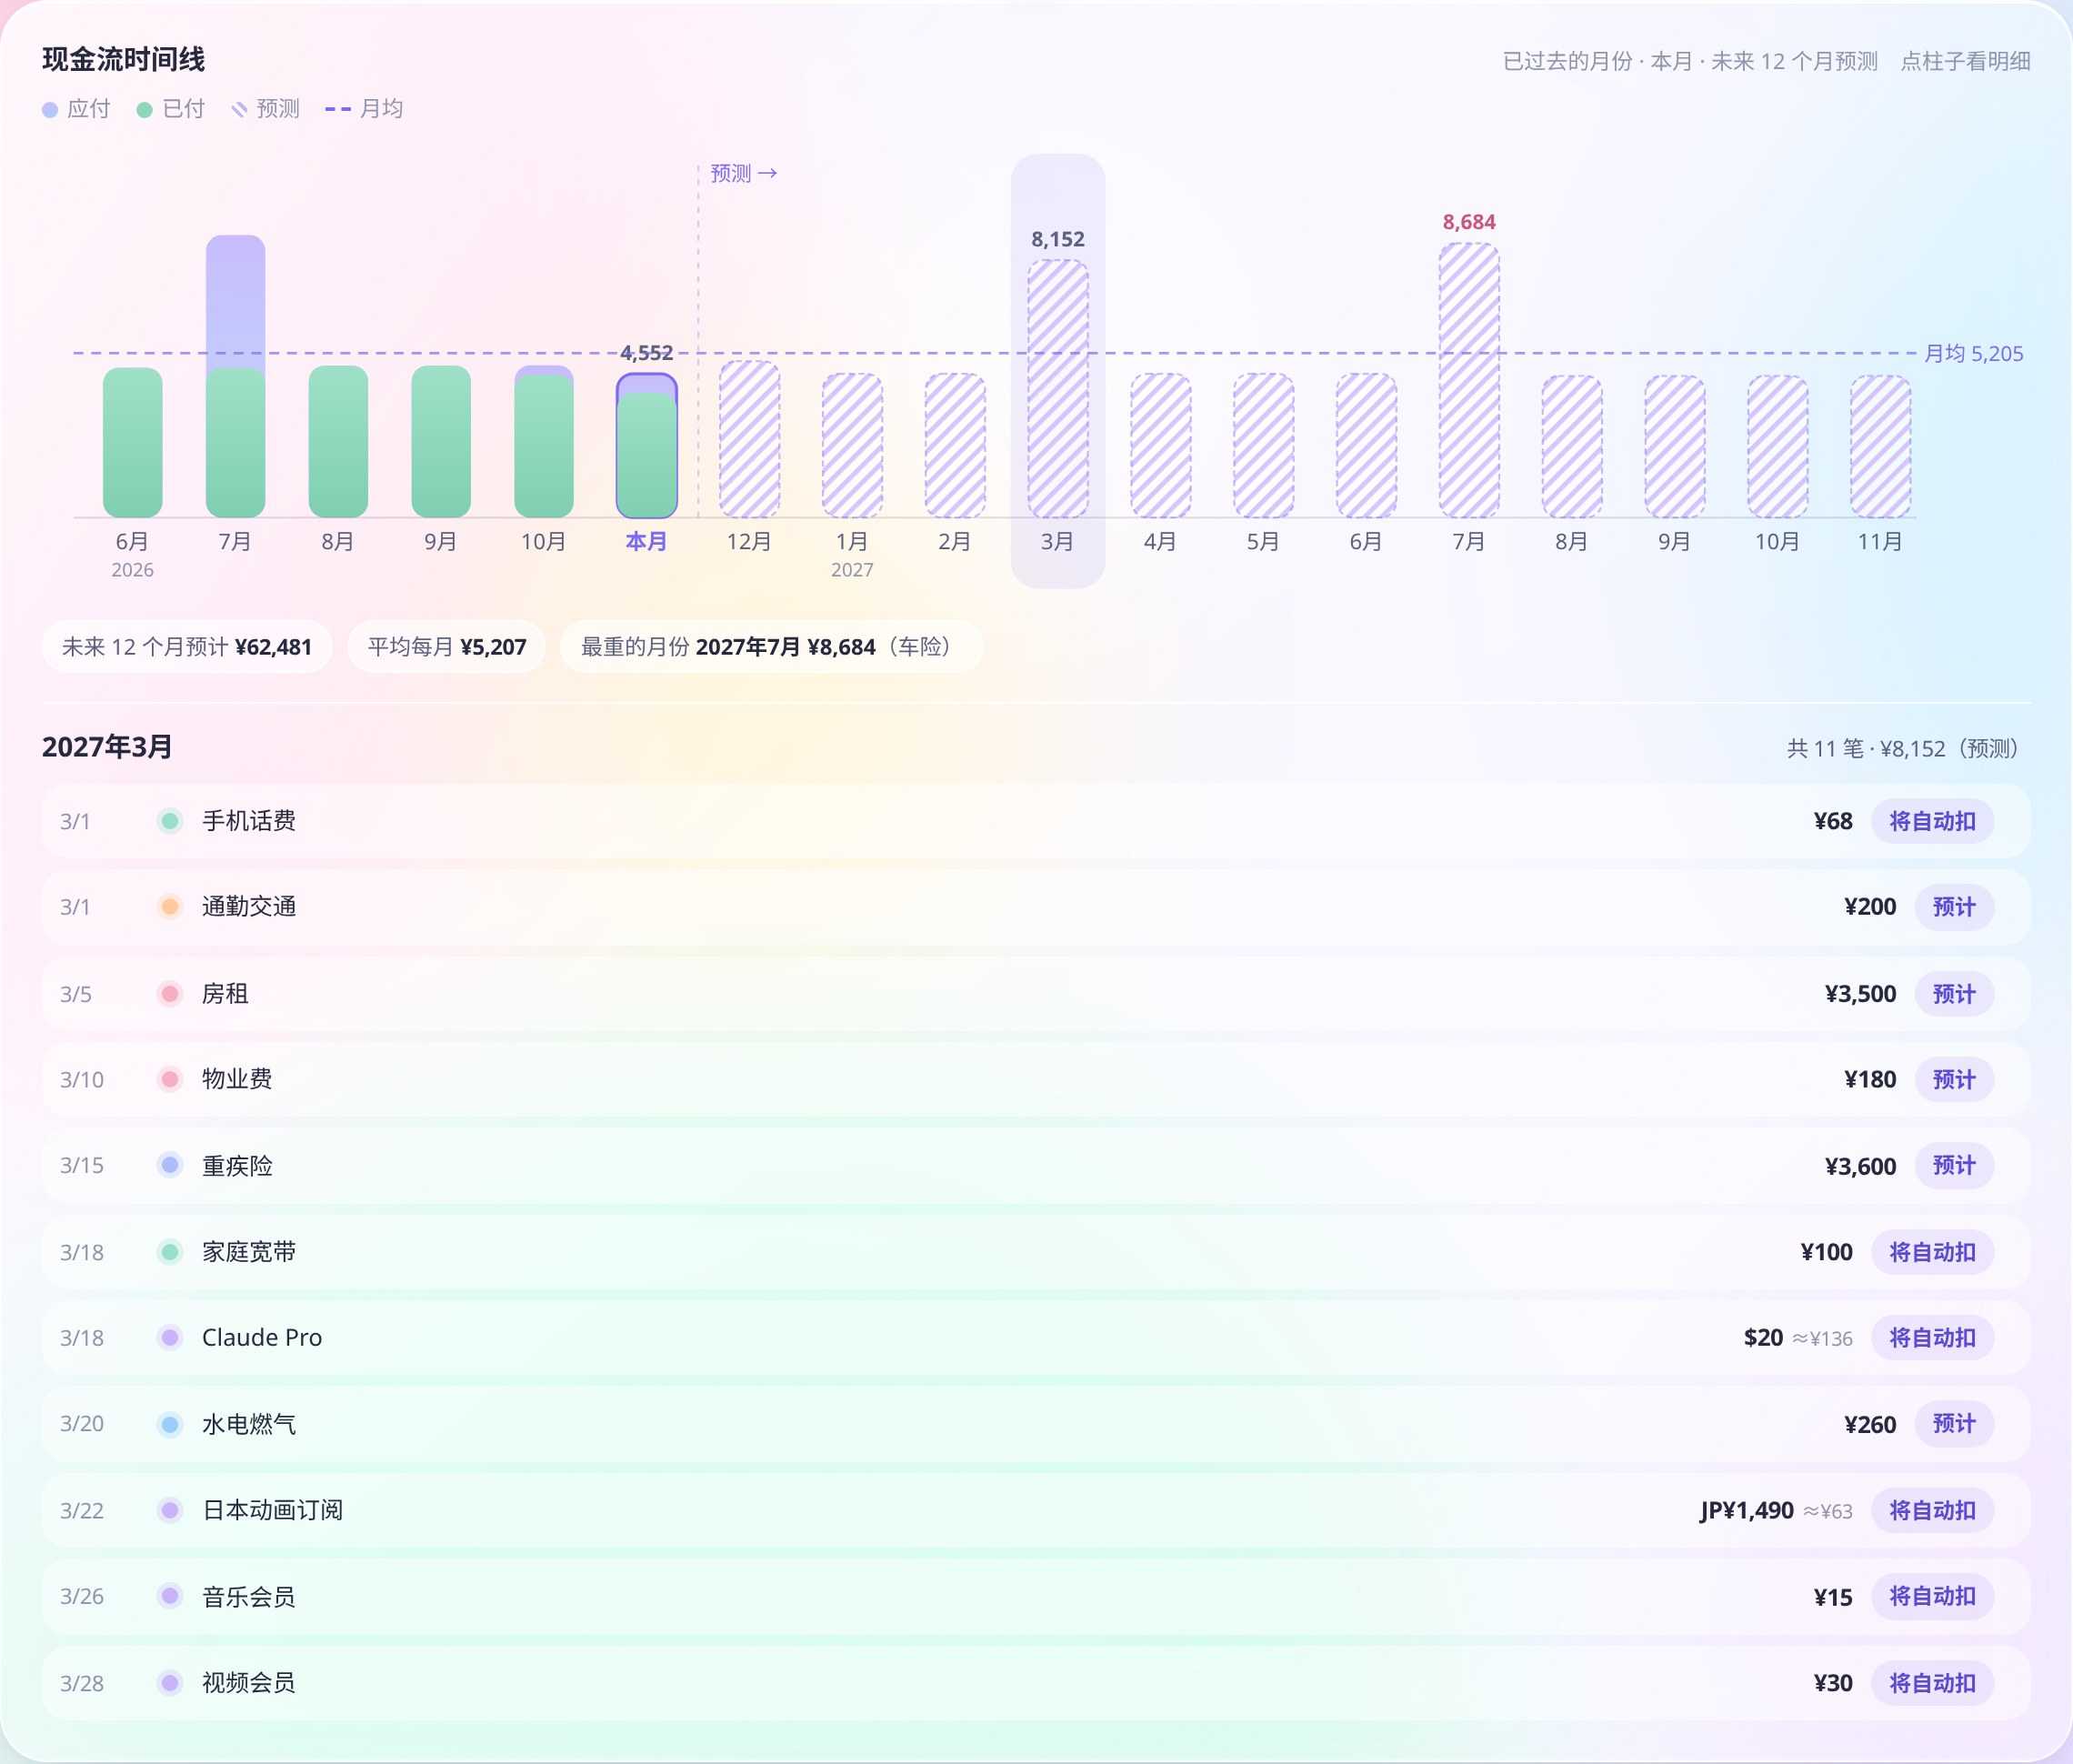 现金流时间线
已过去的月份 · 本月 · 未来 12 个月预测 点柱子看明细
应付 已付 预测 月均
预测 →
8,152
8,684
4,552
月均 5,205
6月 7月 8月 9月 10月 本月 12月 1月 2月 3月 4月 5月 6月 7月 8月 9月 10月 11月
2026 2027
未来 12 个月预计 ¥62,481 平均每月 ¥5,207 最重的月份 2027年7月 ¥8,684（车险）
2027年3月 共 11 笔 · ¥8,152（预测）
3/1 手机话费 ¥68 将自动扣
3/1 通勤交通 ¥200 预计
3/5 房租 ¥3,500 预计
3/10 物业费 ¥180 预计
3/15 重疾险 ¥3,600 预计
3/18 家庭宽带 ¥100 将自动扣
3/18 Claude Pro $20 ≈¥136 将自动扣
3/20 水电燃气 ¥260 预计
3/22 日本动画订阅 JP¥1,490 ≈¥63 将自动扣
3/26 音乐会员 ¥15 将自动扣
3/28 视频会员 ¥30 将自动扣